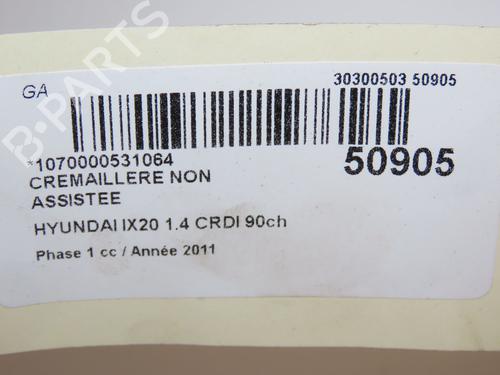 B-PARTS
GA
30300503 50905
*1070000531064
50905
CREMAILLERE NON
ASSISTEE
HYUNDAI IX20 1.4 CRDI 90ch
Phase 1 cc / Année 2011